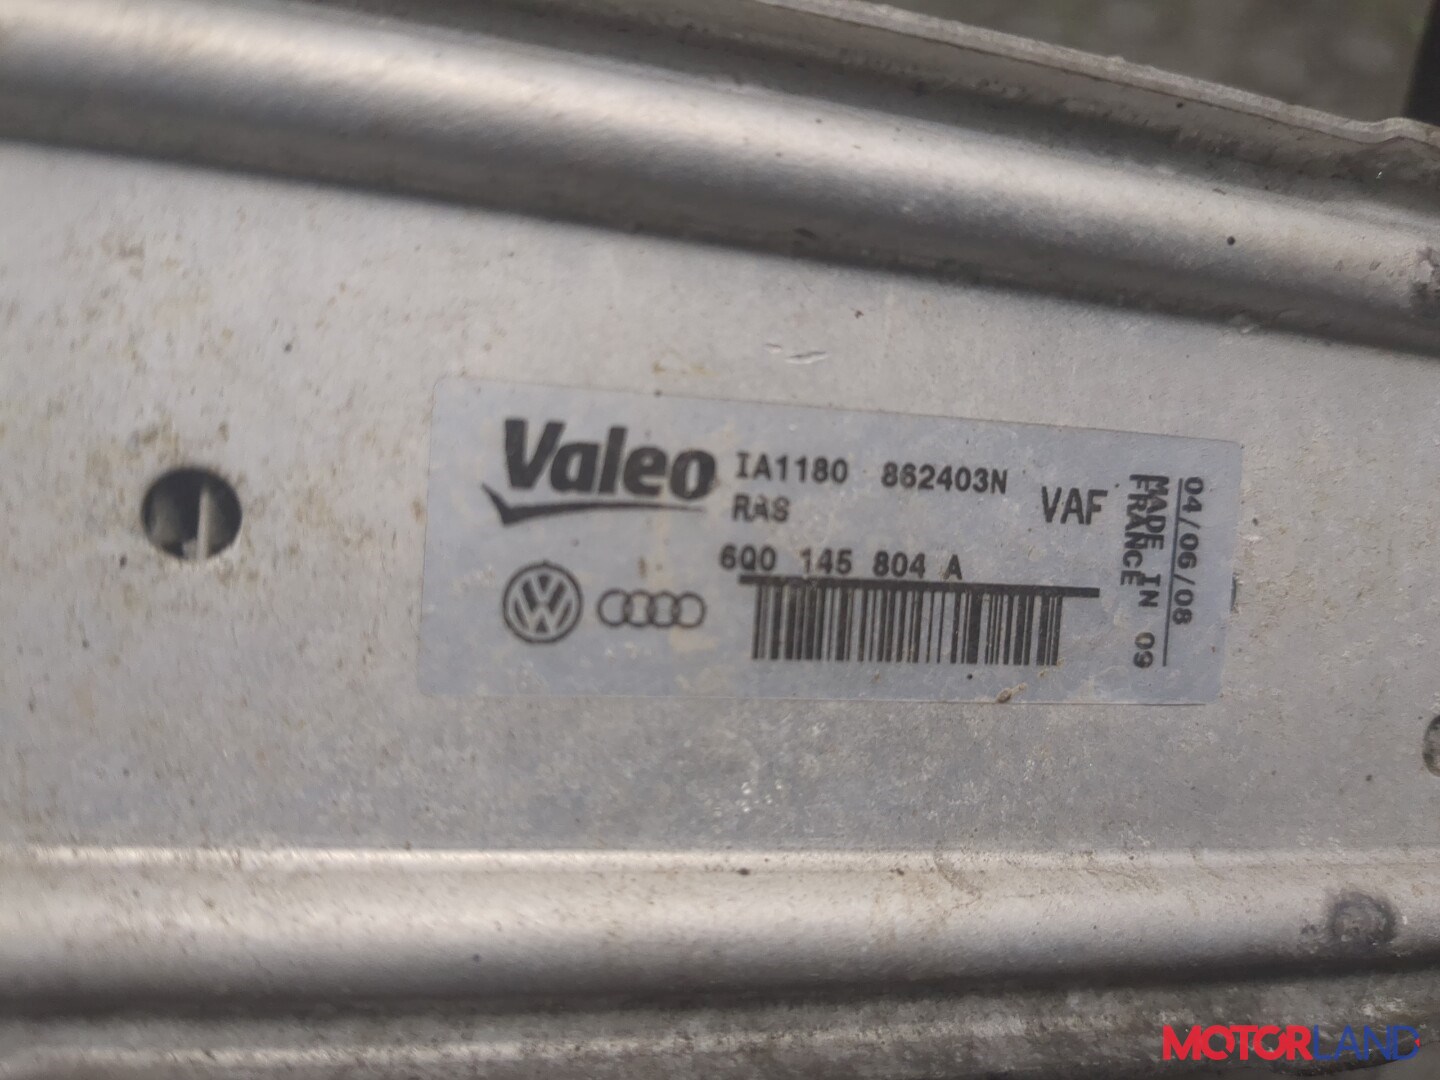 Valeo IA1180 862403N
RAS
VAF
6Q0 145 804 A
04/06/08
MADE IN 09
FRANCE
MOTORLAND